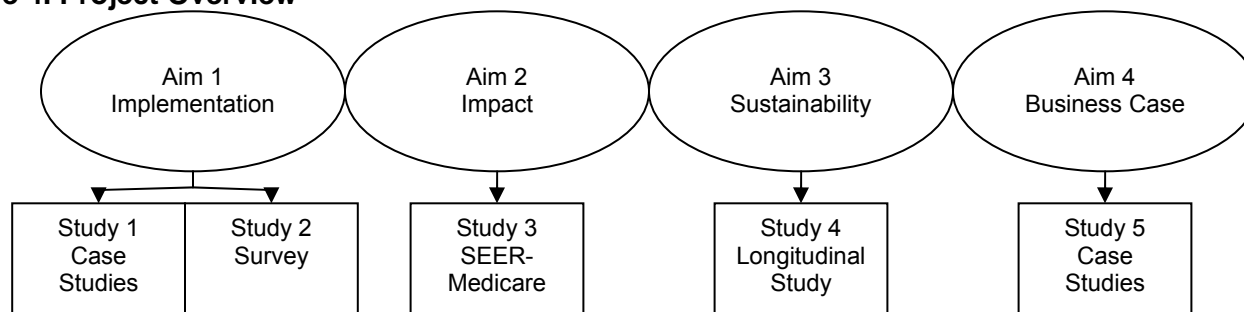 4. Project Overview
Aim 1
Implementation
Aim 2
Impact
Aim 3
Sustainability
Aim 4
Business Case
Study 1
Case
Studies
Study 2
Survey
Study 3
SEER-
Medicare
Study 4
Longitudinal
Study
Study 5
Case
Studies